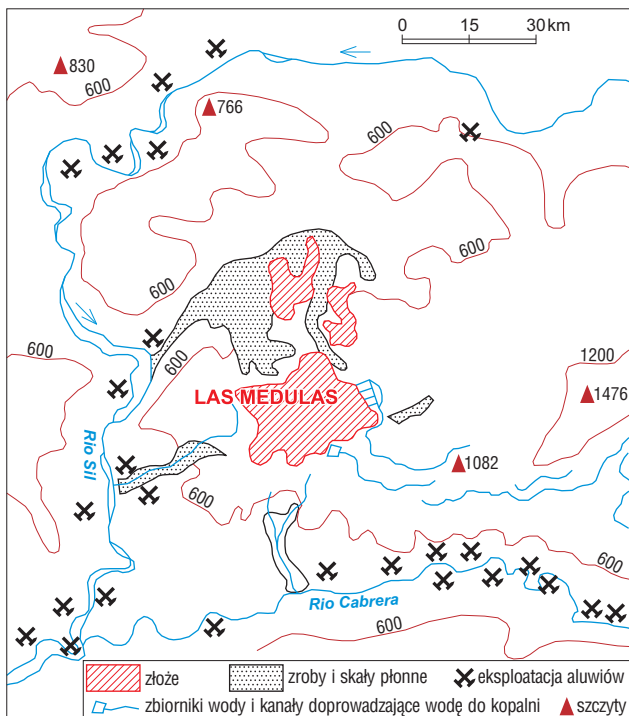 0 15 30 km
830
600
766
600
600
600
600
600
1200
1476
LAS MEDULAS
Rio Sil
1082
600
600
Rio Cabrera
600
złoże
zroby i skały płonne
eksploatacja aluwiów
zbiorniki wody i kanały doprowadzające wodę do kopalni
szczyty